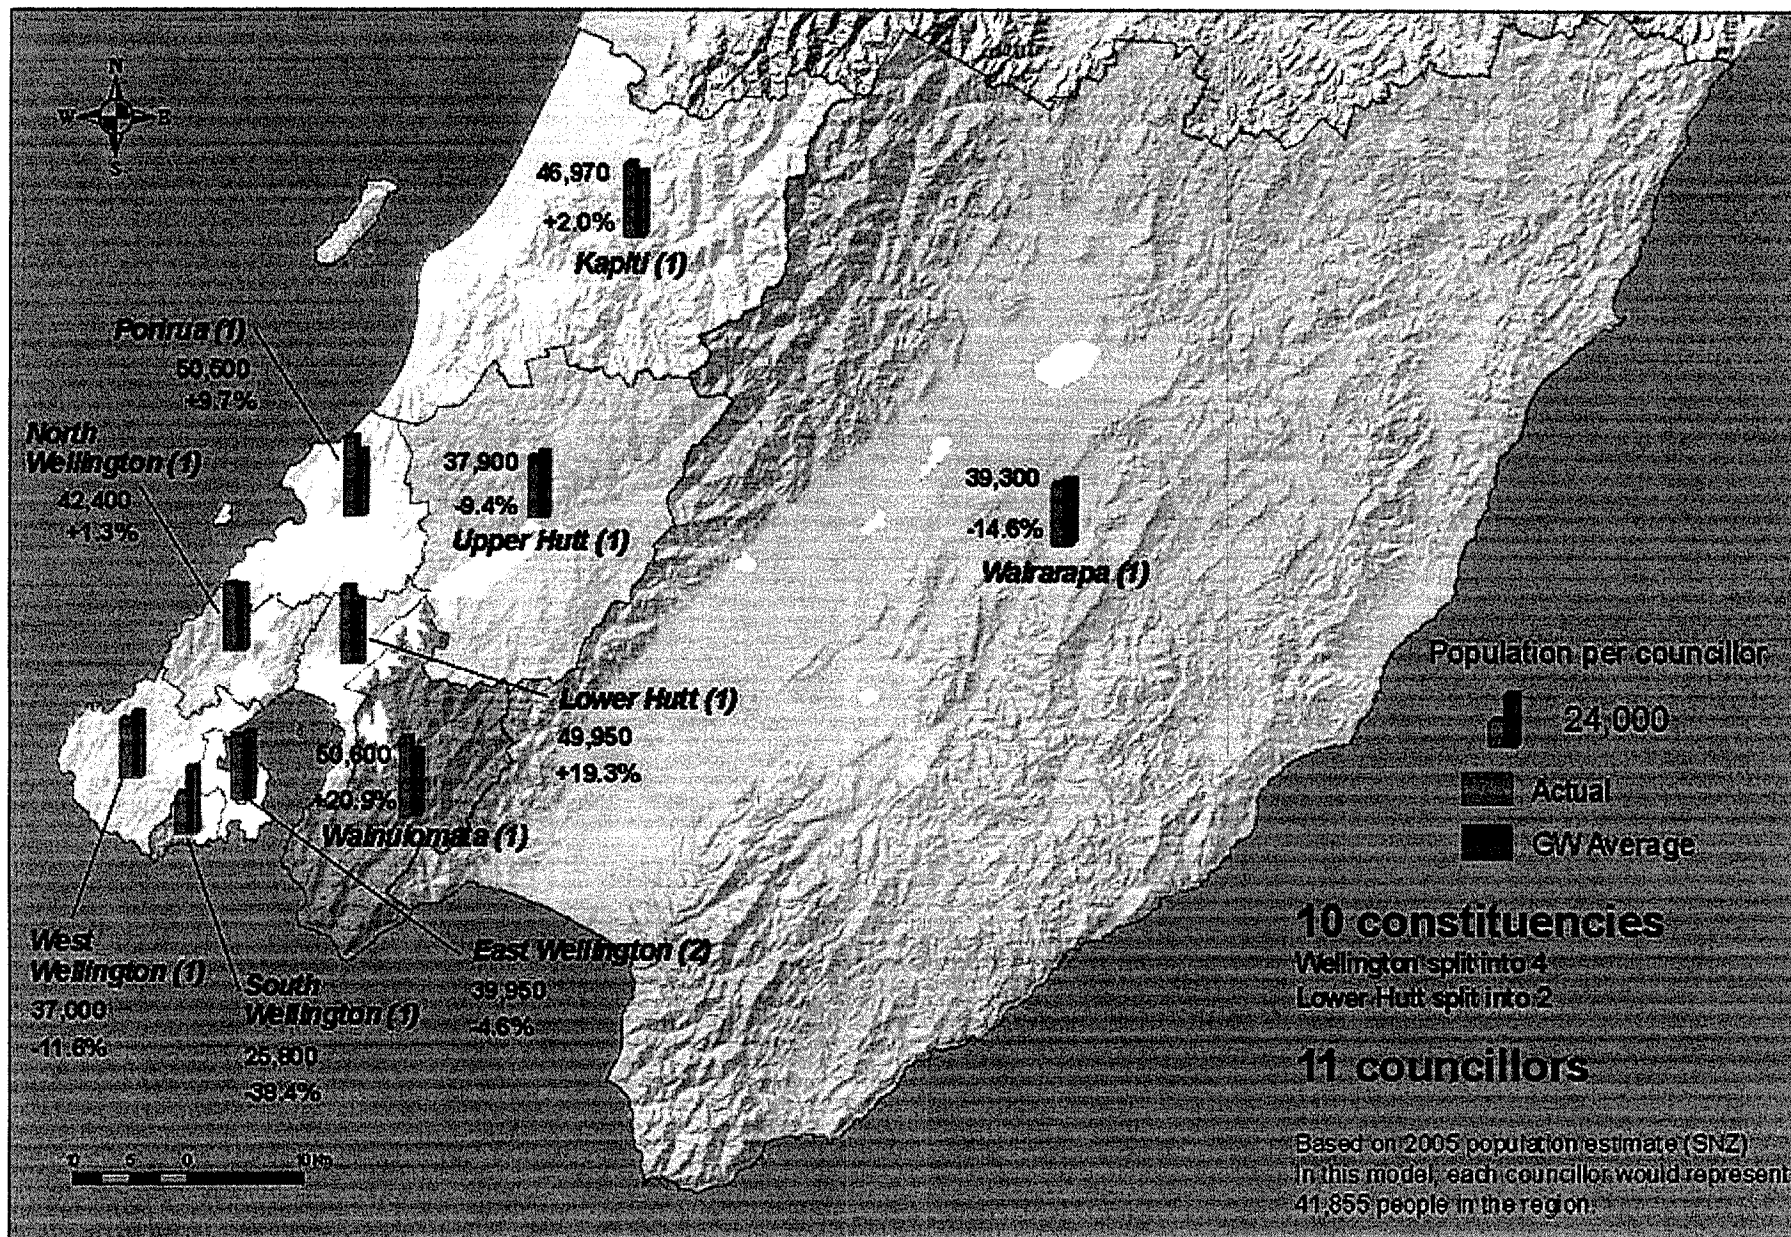 N
W E
S
46,970
+2.0%
Kapiti (1)
Porirua (1)
50,600
+9.7%
North
Wellington (1)
42,400
+1.3%
37,900
-9.4%
Upper Hutt (1)
39,300
-14.6%
Wairarapa (1)
Lower Hutt (1)
49,950
+19.3%
50,600
+20.9%
Wainuiomata (1)
West
Wellington (1)
37,000
-11.6%
South
Wellington (1)
25,800
-38.4%
East Wellington (2)
39,950
-4.6%
Population per councillor
24,000
Actual
GW Average
10 constituencies
Wellington split into 4
Lower Hutt split into 2
11 councillors
Based on 2005 population estimate (SNZ)
In this model, each councillor would represent
41,855 people in the region.